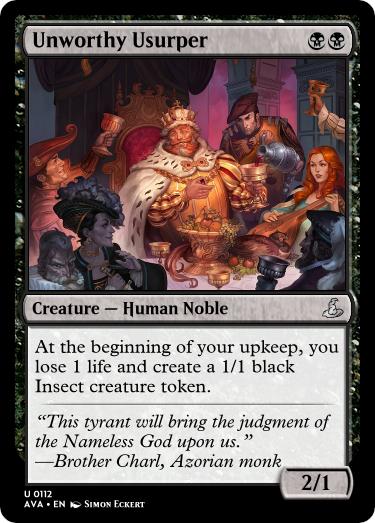 Unworthy Usurper
Creature — Human Noble
At the beginning of your upkeep, you
lose 1 life and create a 1/1 black
Insect creature token.
“This tyrant will bring the judgment of
the Nameless God upon us.”
—Brother Charl, Azorian monk
2/1
U 0112
AVA • EN Simon Eckert